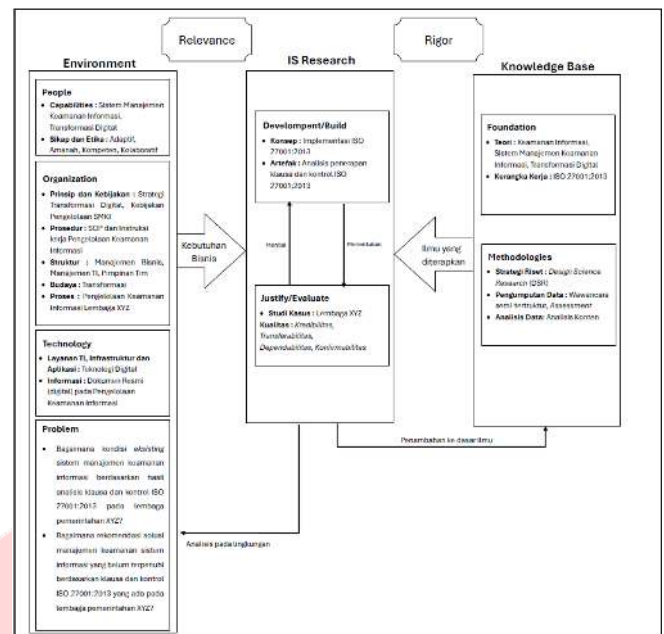 Relevance
Rigor
Environment
People
• Capabilities : Sistem Manajemen
Keamanan Informasi,
Transformasi Digital
• Sikap dan Etika : Adaptif,
Amanah, Kompeten, Kolaboratif
Organization
• Prinsip dan Kebijakan : Strategi
Transformasi Digital, Kebijakan
Pengelolaan SMKI
• Prosedur : SOP dan Instruksi
kerja Pengelolaan Keamanan
Informasi
• Struktur : Manajemen Bisnis,
Manajemen TI, Pimpinan Tim
• Budaya : Transformasi
• Proses : Pengelolaan Keamanan
Informasi Lembaga XYZ
Technology
• Layanan TI, Infrastruktur dan
Aplikasi : Teknologi Digital
• Informasi : Dokumen Resmi
(digital) pada Pengelolaan
Keamanan Informasi
Problem
• Bagaimana kondisi eksisting
sistem manajemen keamanan
informasi berdasarkan hasil
analisis klausa dan kontrol ISO
27001:2013 pada lembaga
pemerintahan XYZ?
• Bagaimana rekomendasi sesuai
manajemen keamanan sistem
informasi yang belum terpenuhi
berdasarkan klausa dan kontrol
ISO 27001:2013 yang ada pada
lembaga pemerintahan XYZ?
Kebutuhan
Bisnis
IS Research
Development/Build
• Konsep : Implementasi ISO
27001:2013
• Artefak : Analisis penerapan
klausa dan kontrol ISO
27001:2013
Justify/Evaluate
• Studi Kasus : Lembaga XYZ
Kualitas : Kredibilitas,
Transferabilitas,
Dependabilitas, Konfirmabilitas
Ilmu yang
diterapkan
Knowledge Base
Foundation
• Teori : Keamanan Informasi,
Sistem Manajemen Keamanan
Informasi, Transformasi Digital
• Kerangka Kerja : ISO 27001:2013
Methodologies
• Strategi Riset : Design Science
Research (DSR)
• Pengumpulan Data : Wawancara
semi terstruktur, Assessment
• Analisis Data: Analisis Konten
Penambahan ke dasar ilmu
Analisis pada lingkungan